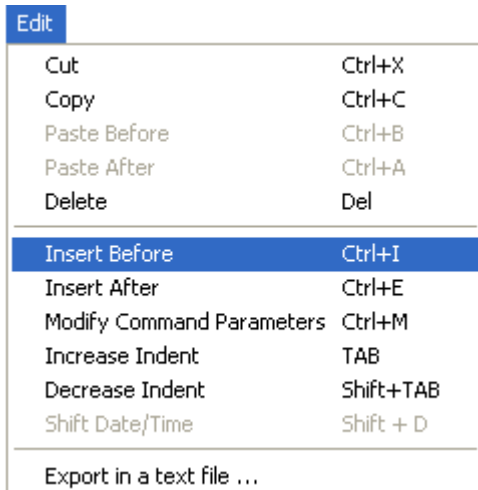 Edit
Cut Ctrl+X
Copy Ctrl+C
Paste Before Ctrl+B
Paste After Ctrl+A
Delete Del
Insert Before Ctrl+I
Insert After Ctrl+E
Modify Command Parameters Ctrl+M
Increase Indent TAB
Decrease Indent Shift+TAB
Shift Date/Time Shift + D
Export in a text file ...